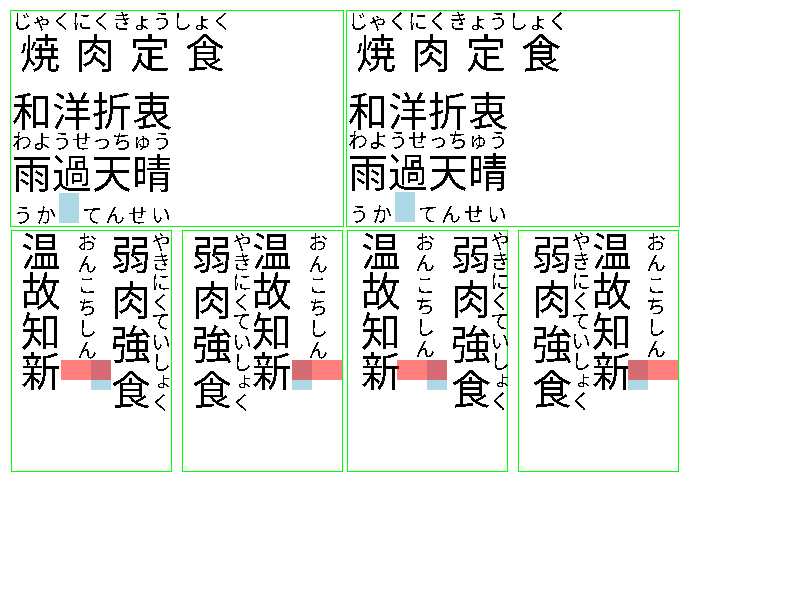 じゃくにくきょうしょく
焼肉定食
和洋折衷
わようせっちゅう
雨過天晴
うか てんせい
じゃくにくきょうしょく
焼肉定食
和洋折衷
わようせっちゅう
雨過天晴
うか てんせい
やきにくていしょく
弱肉強食
おんこちしん
温故知新
おんこちしん
温故知新
やきにくていしょく
弱肉強食
やきにくていしょく
弱肉強食
おんこちしん
温故知新
おんこちしん
温故知新
やきにくていしょく
弱肉強食